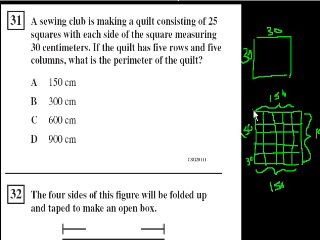 31 A sewing club is making a quilt consisting of 25
squares with each side of the square measuring
30 centimeters. If the quilt has five rows and five
columns, what is the perimeter of the quilt?
A 150 cm
B 300 cm
C 600 cm
D 900 cm
32 The four sides of this figure will be folded up
and taped to make an open box.
30
30
150
150
30
150